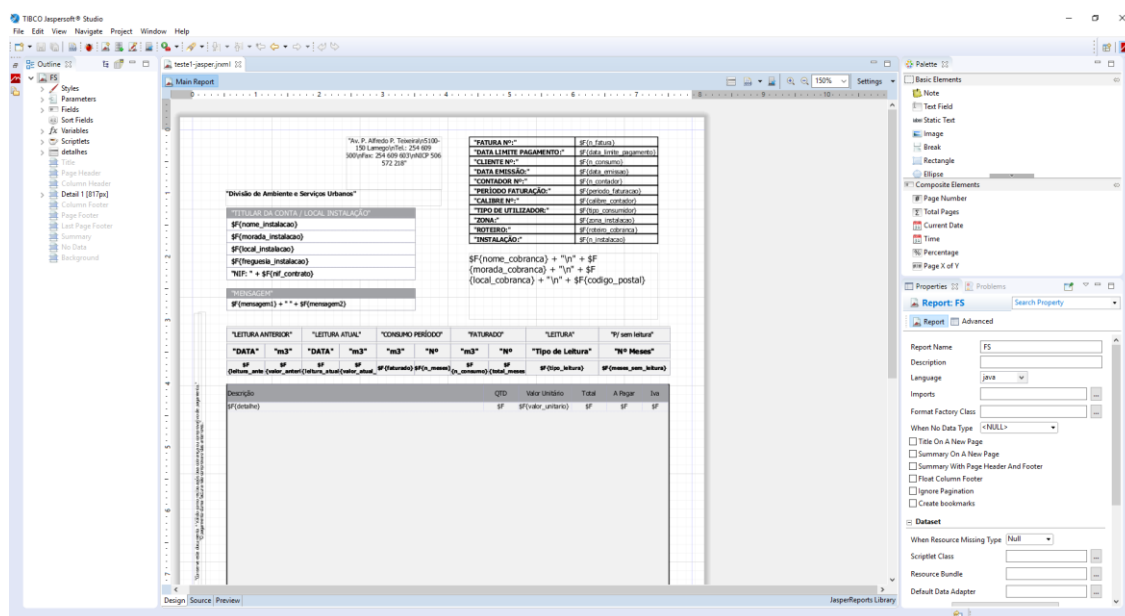 TIBCO Jaspersoft® Studio
File Edit View Navigate Project Window Help
Outline
FS
Styles
Parameters
Fields
Sort Fields
Variables
Scriptlets
detalhes
Title
Page Header
Column Header
Detail 1 [817px]
Column Footer
Page Footer
Last Page Footer
Summary
No Data
Background
teste1-jasper.jrxml
Main Report
150%
Settings
"Av. P. Alfredo P. Teixeira\n5100-
150 Lamego\nTel.: 254 609
600\nFax: 254 609 603\nNICP 506
572 218"
"Divisão de Ambiente e Serviços Urbanos"
"TITULAR DA CONTA / LOCAL INSTALAÇÃO"
$F{nome_instalacao}
$F{morada_instalacao}
$F{local_instalacao}
$F{freguesia_instalacao}
"NIF: " + $F{nif_contrato}
"MENSAGEM"
$F{mensagem1} + " " + $F{mensagem2}
"FATURA Nº:" $F{n_fatura}
"DATA LIMITE PAGAMENTO:" $F{data_limite_pagamento}
"CLIENTE Nº:" $F{n_consumo}
"DATA EMISSÃO:" $F{data_emissao}
"CONTADOR Nº:" $F{n_contador}
"PERÍODO FATURAÇÃO:" $F{periodo_faturacao}
"CALIBRE Nº:" $F{calibre_contador}
"TIPO DE UTILIZADOR:" $F{tipo_consumidor}
"ZONA:" $F{zona_instalacao}
"ROTEIRO:" $F{roteiro_cobranca}
"INSTALAÇÃO:" $F{n_instalacao}
$F{nome_cobranca} + "\n" + $F
{morada_cobranca} + "\n" + $F
{local_cobranca} + "\n" + $F{codigo_postal}
"LEITURA ANTERIOR" "LEITURA ATUAL" "CONSUMO PERÍODO" "FATURADO" "LEITURA" "P/ sem leitura"
"DATA" "m3" "DATA" "m3" "m3" "Nº" "m3" "Nº" "Tipo de Leitura" "Nº Meses"
$F $F $F $F $F{faturado} $F{n_meses} $F $F $F{tipo_leitura} $F{meses_sem_leitura}
{leitura_ante {valor_anteri {leitura_atual {valor_atual_ {n_consumo} {total_meses
Descrição QTD Valor Unitário Total A Pagar Iva
$F{detalhe} $F $F{valor_unitario} $F $F $F
Design Source Preview
JasperReports Library
Palette
Basic Elements
Note
Text Field
Static Text
Image
Break
Rectangle
Ellipse
Composite Elements
Page Number
Total Pages
Current Date
Time
Percentage
Page X of Y
Properties Problems
Report: FS
Search Property
Report Advanced
Report Name FS
Description
Language java
Imports
Format Factory Class
When No Data Type <NULL>
Title On A New Page
Summary On A New Page
Summary With Page Header And Footer
Float Column Footer
Ignore Pagination
Create bookmarks
Dataset
When Resource Missing Type Null
Scriptlet Class
Resource Bundle
Default Data Adapter